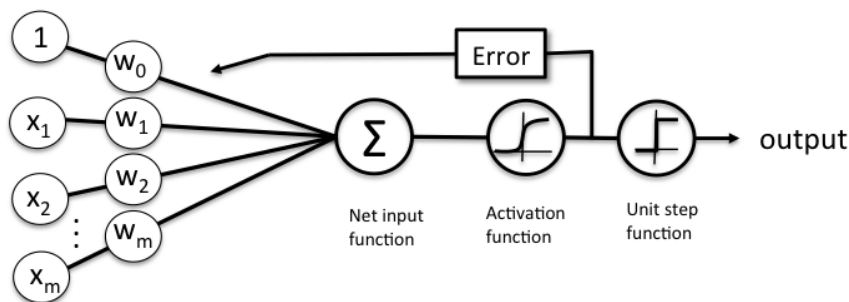 1
w0
Error
x1
w1
Σ
output
x2
w2
⋮
wm
xm
Net input
function
Activation
function
Unit step
function